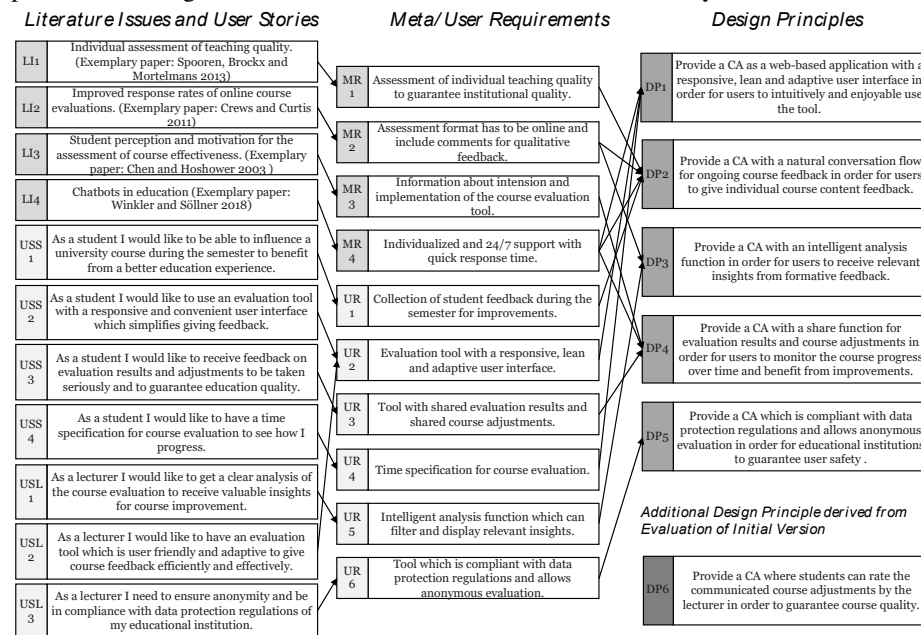 Literature Issues and User Stories
Meta/User Requirements
Design Principles
LI1
Individual assessment of teaching quality.
(Exemplary paper: Spooren, Brockx and
Mortelmans 2013)
LI2
Improved response rates of online course
evaluations. (Exemplary paper: Crews and Curtis
2011)
LI3
Student perception and motivation for the
assessment of course effectiveness. (Exemplary
paper: Chen and Hoshower 2003 )
LI4
Chatbots in education (Exemplary paper:
Winkler and Söllner 2018)
USS
1
As a student I would like to be able to influence a
university course during the semester to benefit
from a better education experience.
USS
2
As a student I would like to use an evaluation tool
with a responsive and convenient user interface
which simplifies giving feedback.
USS
3
As a student I would like to receive feedback on
evaluation results and adjustments to be taken
seriously and to guarantee education quality.
USS
4
As a student I would like to have a time
specification for course evaluation to see how I
progress.
USL
1
As a lecturer I would like to get a clear analysis of
the course evaluation to receive valuable insights
for course improvement.
USL
2
As a lecturer I would like to have an evaluation
tool which is user friendly and adaptive to give
course feedback efficiently and effectively.
USL
3
As a lecturer I need to ensure anonymity and be
in compliance with data protection regulations of
my educational institution.
MR
1
Assessment of individual teaching quality
to guarantee institutional quality.
MR
2
Assessment format has to be online and
include comments for qualitative
feedback.
MR
3
Information about intension and
implementation of the course evaluation
tool.
MR
4
Individualized and 24/7 support with
quick response time.
UR
1
Collection of student feedback during the
semester for improvements.
UR
2
Evaluation tool with a responsive, lean
and adaptive user interface.
UR
3
Tool with shared evaluation results and
shared course adjustments.
UR
4
Time specification for course evaluation.
UR
5
Intelligent analysis function which can
filter and display relevant insights.
UR
6
Tool which is compliant with data
protection regulations and allows
anonymous evaluation.
DP1
Provide a CA as a web-based application with a
responsive, lean and adaptive user interface in
order for users to intuitively and enjoyable use
the tool.
DP2
Provide a CA with a natural conversation flow
for ongoing course feedback in order for users
to give individual course content feedback.
DP3
Provide a CA with an intelligent analysis
function in order for users to receive relevant
insights from formative feedback.
DP4
Provide a CA with a share function for
evaluation results and course adjustments in
order for users to monitor the course progress
over time and benefit from improvements.
DP5
Provide a CA which is compliant with data
protection regulations and allows anonymous
evaluation in order for educational institutions
to guarantee user safety .
Additional Design Principle derived from
Evaluation of Initial Version
DP6
Provide a CA where students can rate the
communicated course adjustments by the
lecturer in order to guarantee course quality.